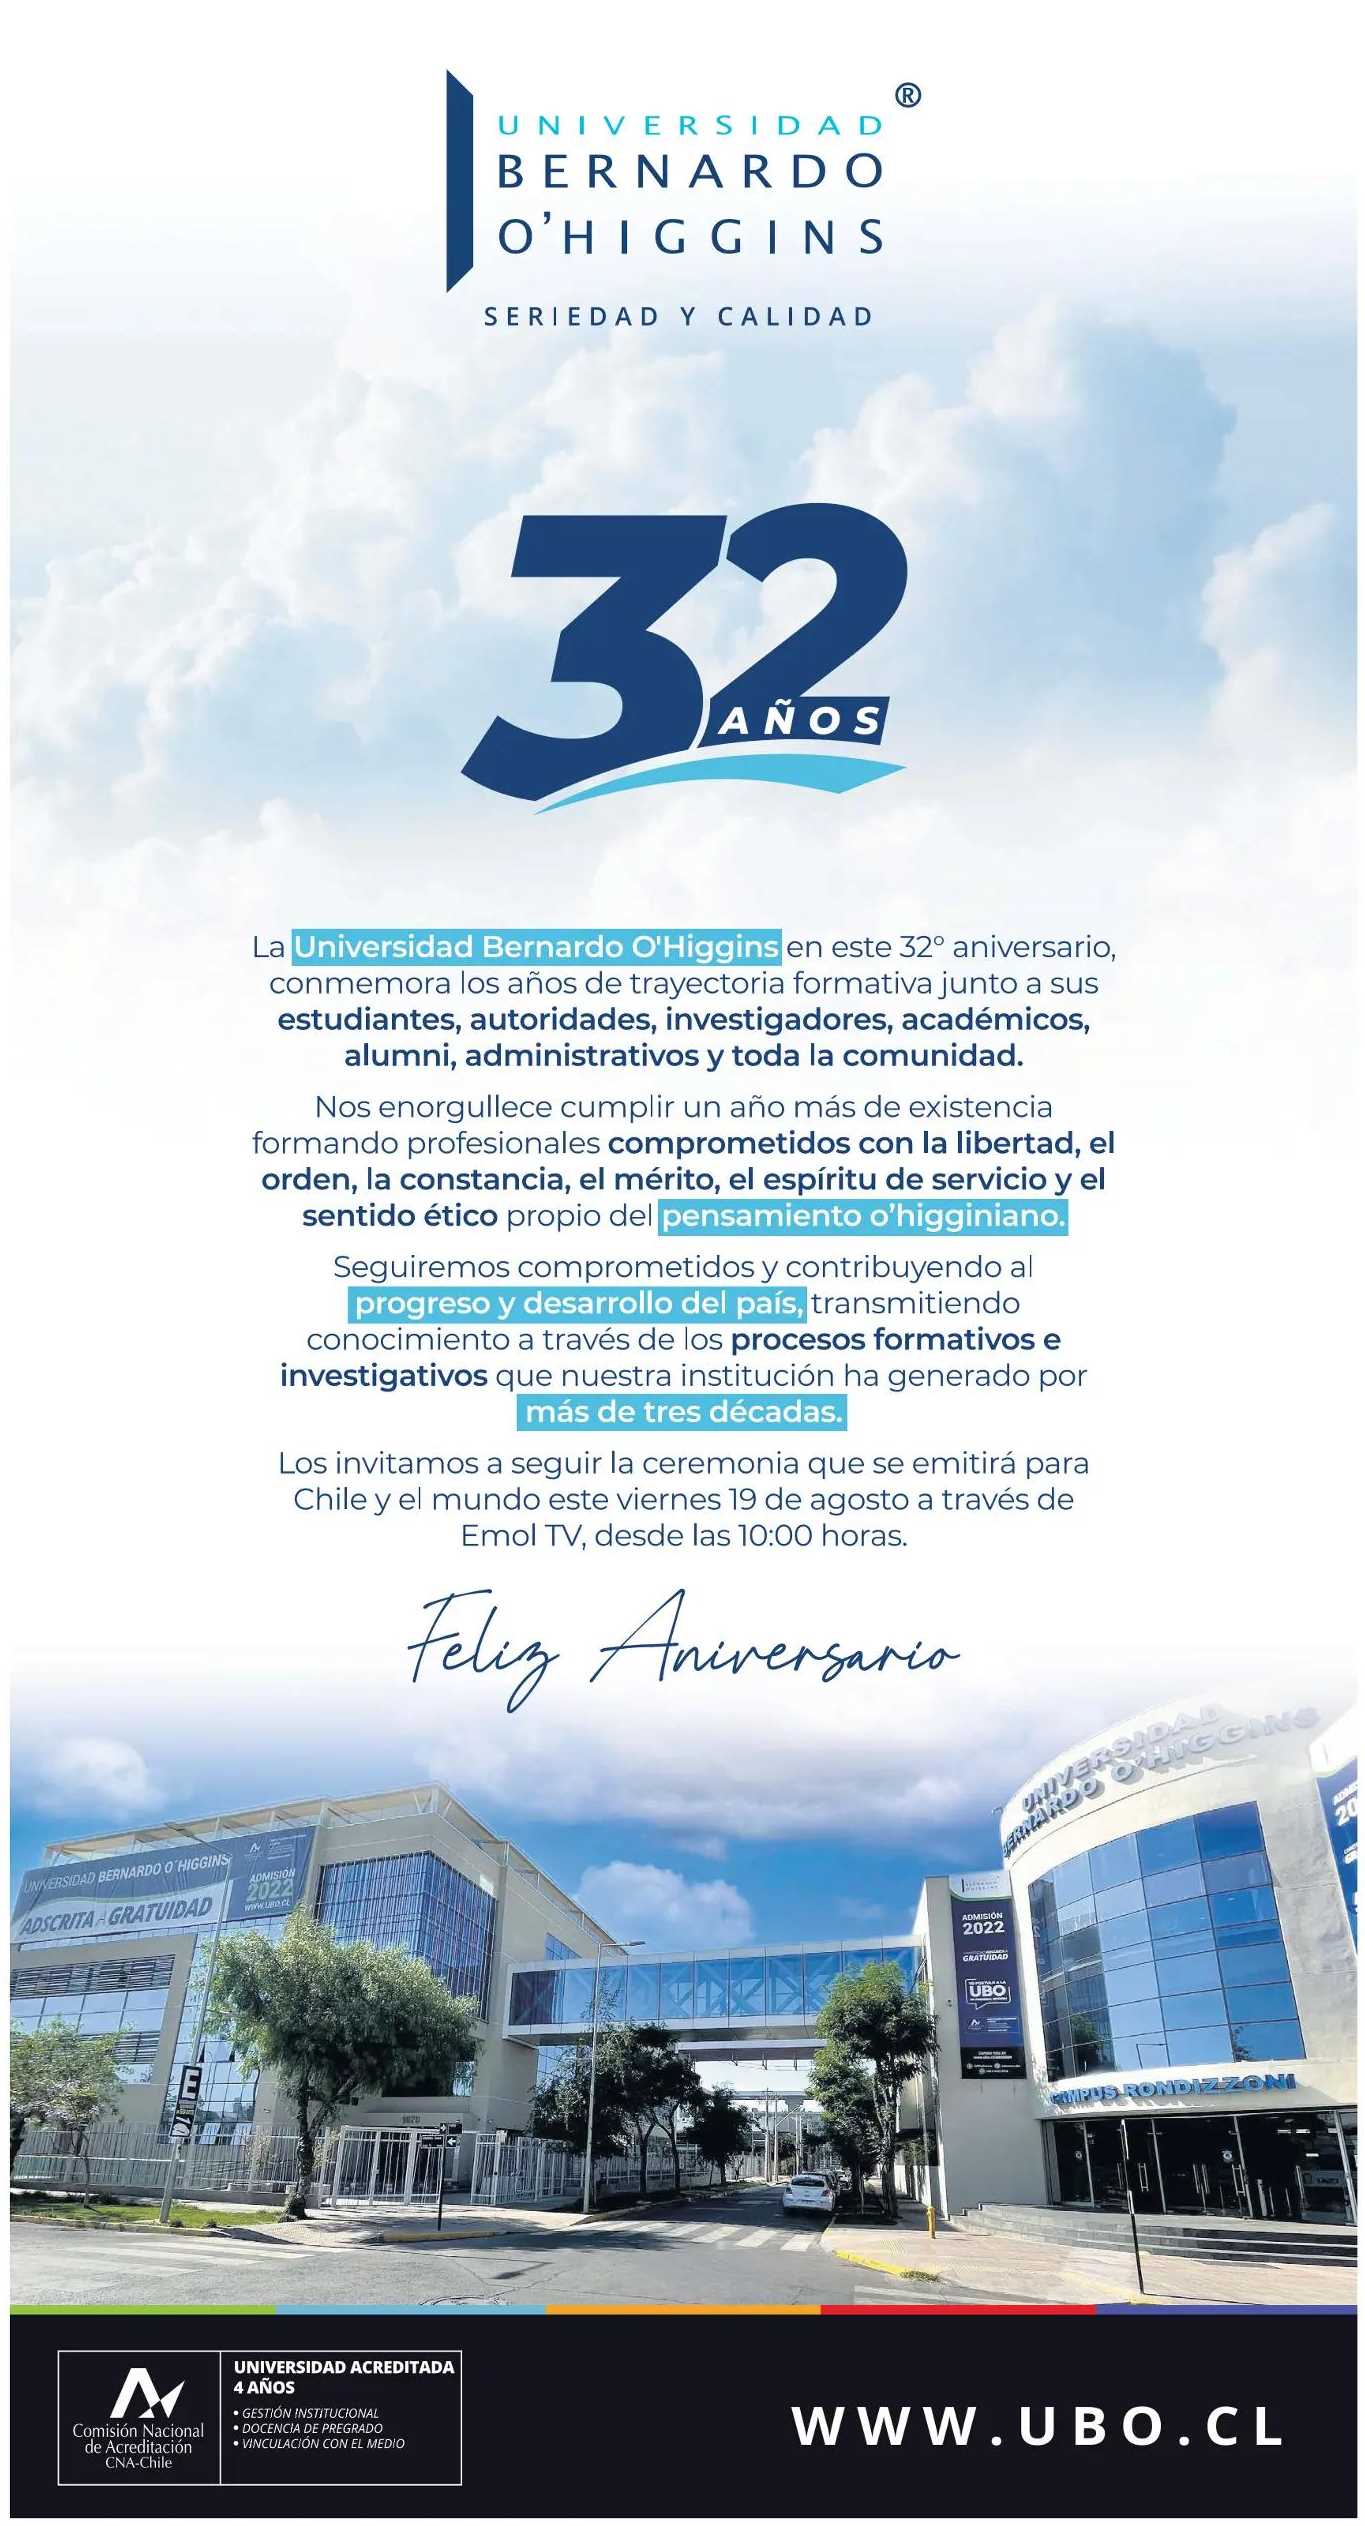 ®
UNIVERSIDAD
BERNARDO
O'HIGGINS
SERIEDAD Y CALIDAD
32
AÑOS
La Universidad Bernardo O'Higgins en este 32° aniversario,
conmemora los años de trayectoria formativa junto a sus
estudiantes, autoridades, investigadores, académicos,
alumni, administrativos y toda la comunidad.
Nos enorgullece cumplir un año más de existencia
formando profesionales comprometidos con la libertad, el
orden, la constancia, el mérito, el espíritu de servicio y el
sentido ético propio del pensamiento o’higginiano.
Seguiremos comprometidos y contribuyendo al
progreso y desarrollo del país, transmitiendo
conocimiento a través de los procesos formativos e
investigativos que nuestra institución ha generado por
más de tres décadas.
Los invitamos a seguir la ceremonia que se emitirá para
Chile y el mundo este viernes 19 de agosto a través de
Emol TV, desde las 10:00 horas.
Feliz Aniversario
UNIVERSIDAD
BERNARDO O'HIGGINS
UNIVERSIDAD BERNARDO O'HIGGINS
ADSCRITA A GRATUIDAD
ADMISIÓN
2022
WWW.UBO.CL
ADMISIÓN
2022
GRATUIDAD
UBO
E
CAMPUS RONDIZZONI
Comisión Nacional
de Acreditación
CNA-Chile
UNIVERSIDAD ACREDITADA
4 AÑOS
• GESTIÓN INSTITUCIONAL
• DOCENCIA DE PREGRADO
• VINCULACIÓN CON EL MEDIO
WWW.UBO.CL